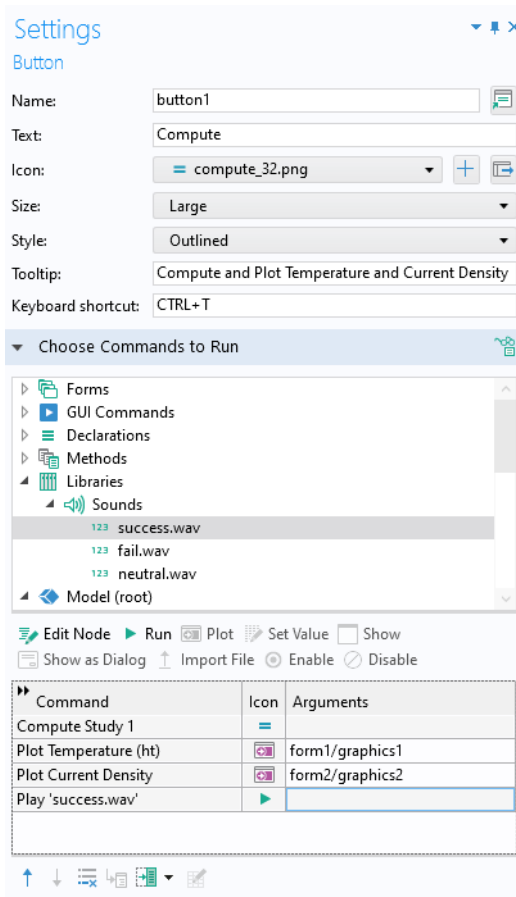 Settings
Button
Name: button1
Text: Compute
Icon: compute_32.png
Size: Large
Style: Outlined
Tooltip: Compute and Plot Temperature and Current Density
Keyboard shortcut: CTRL+T
Choose Commands to Run
Forms
GUI Commands
Declarations
Methods
Libraries
Sounds
123 success.wav
123 fail.wav
123 neutral.wav
Model (root)
Edit Node Run Plot Set Value Show
Show as Dialog Import File Enable Disable
Command Icon Arguments
Compute Study 1
Plot Temperature (ht) form1/graphics1
Plot Current Density form2/graphics2
Play 'success.wav'